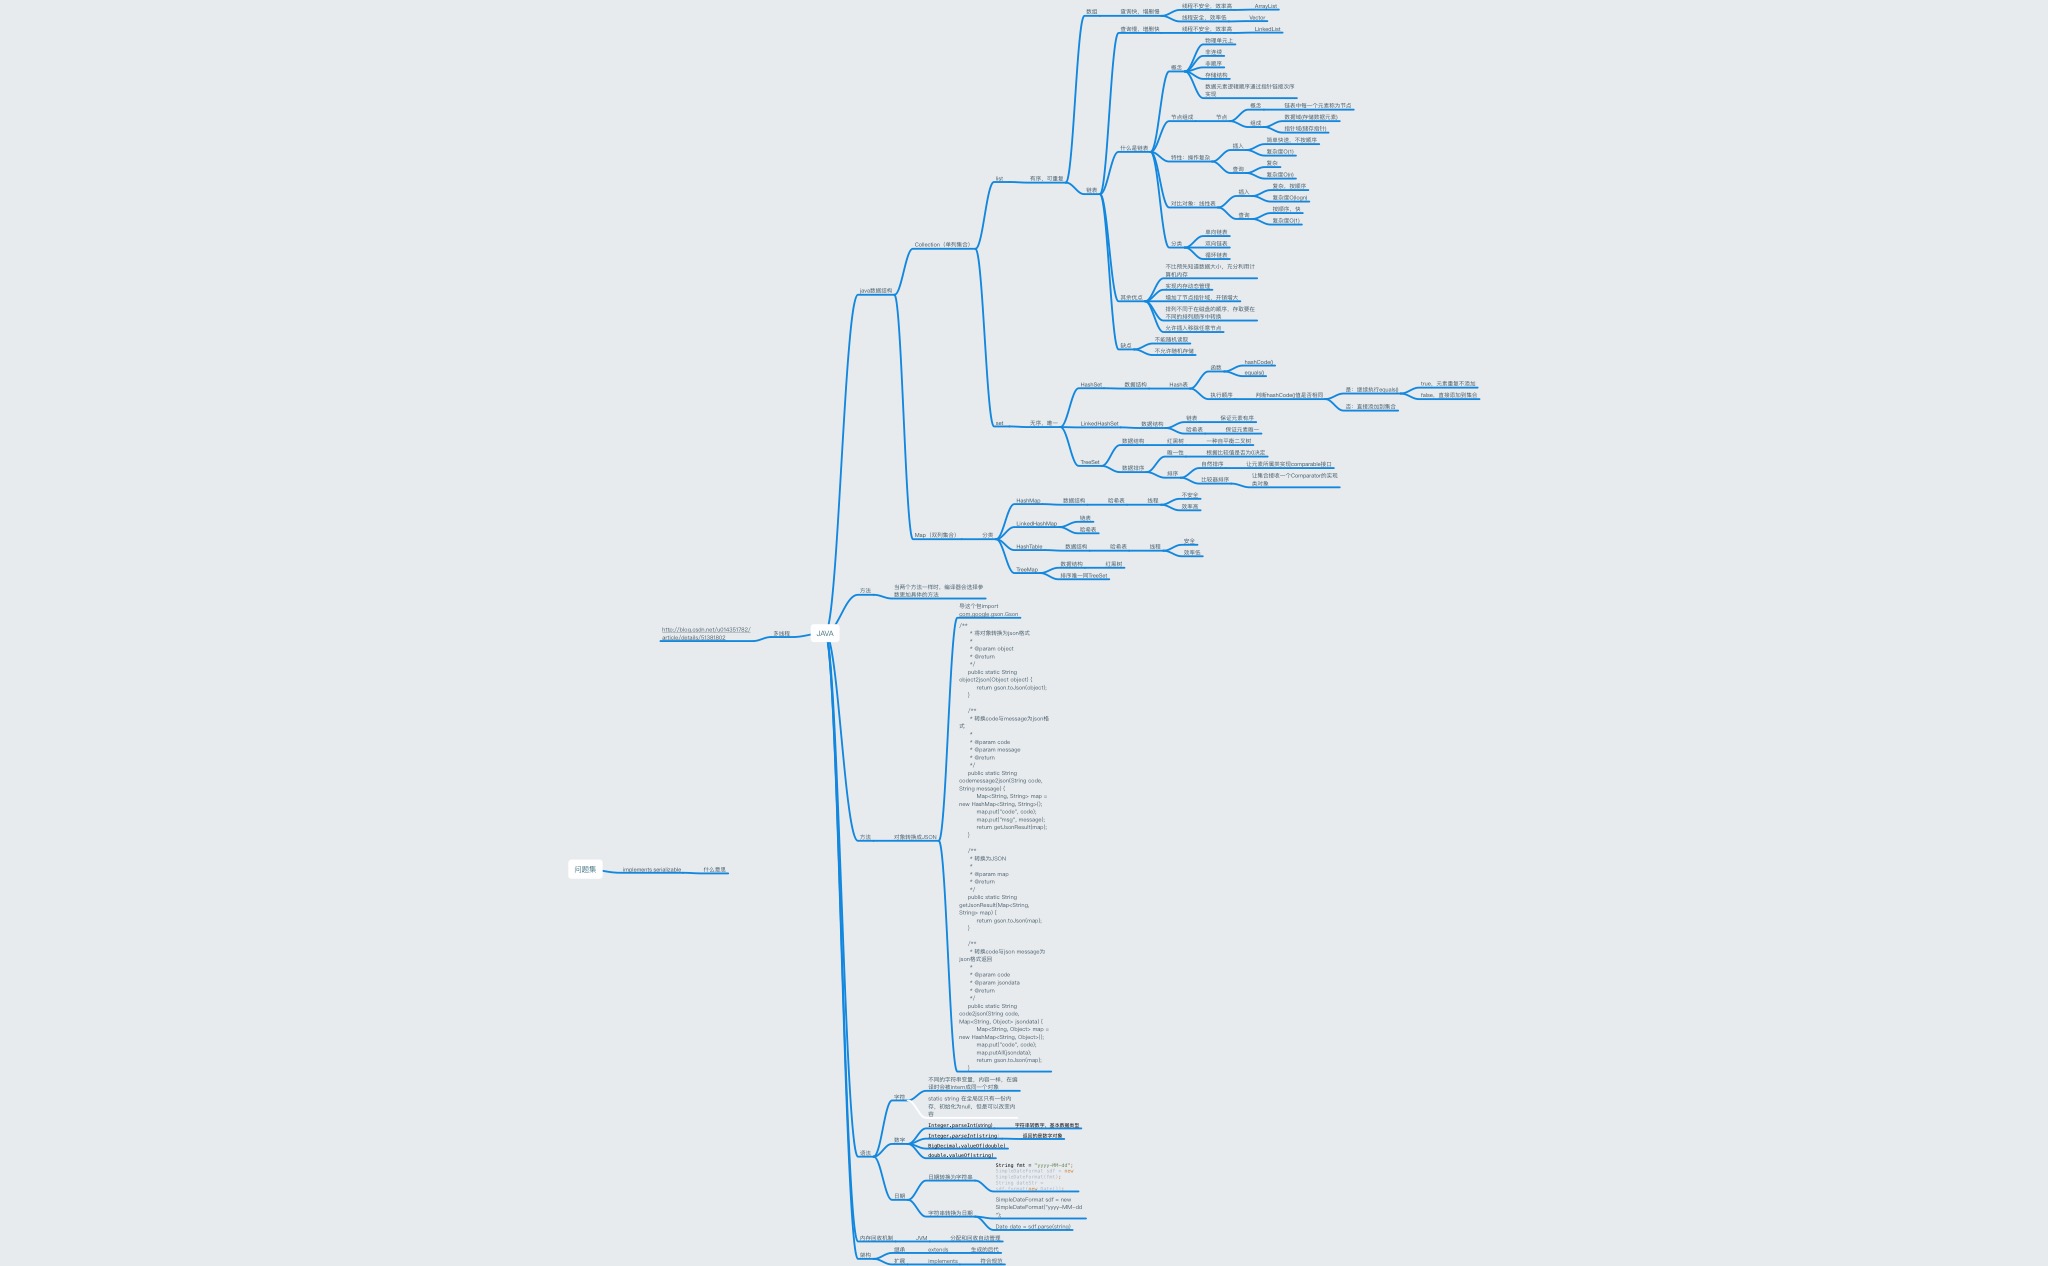 数组
查询快，增删慢
线程不安全，效率高
ArrayList
线程安全，效率低
Vector
查询慢，增删快
线程不安全，效率高
LinkedList
物理单元上
非连续
非顺序
概念
存储结构
数据元素逻辑顺序通过指针链接次序
实现
概念
链表中每一个元素称为节点
节点组成
节点
数据域(存储数据元素)
组成
指针域(储存指针)
简单快速，不按顺序
插入
什么是链表
复杂度O(1)
特性：操作复杂
复杂
查询
复杂度O(n)
list
有序，可重复
链表
复杂，按顺序
插入
复杂度O(logn)
对比对象：线性表
按顺序，快
查询
复杂度O(1)
单向链表
分类
双向链表
循环链表
Collection（单列集合）
不比预先知道数据大小，充分利用计
算机内存
实现内存动态管理
其余优点
增加了节点指针域，开销增大
java数据结构
排列不同于在磁盘的顺序，存取要在
不同的排列顺序中转换
允许插入移除任意节点
不能随机读取
缺点
不允许随机存储
hashCode()
函数
equals()
HashSet
数据结构
Hash表
true，元素重复不添加
是：继续执行equals()
执行顺序
判断hashCode()值是否相同
false，直接添加到集合
否：直接添加到集合
链表
保证元素有序
set
无序，唯一
LinkedHashSet
数据结构
哈希表
保证元素唯一
数据结构
红黑树
一种自平衡二叉树
唯一性
根据比较值是否为0决定
TreeSet
数据排序
自然排序
让元素所属类实现comparable接口
排序
比较器排序
让集合接收一个Comparator的实现
类对象
不安全
HashMap
数据结构
哈希表
线程
效率高
链表
LinkedHashMap
哈希表
Map（双列集合）
分类
安全
HashTable
数据结构
哈希表
线程
效率低
数据结构
红黑树
TreeMap
排序唯一同TreeSet
方法
当两个方法一样时，编译器会选择参
数更加具体的方法
导这个包import
com.google.gson.Gson
http://blog.csdn.net/u014351782/
article/details/51381802
多线程
JAVA
/**
* 将对象转换为json格式
*
* @param object
* @return
*/
public static String
object2json(Object object) {
return gson.toJson(object);
}
/**
* 转换code与message为json格
式
*
* @param code
* @param message
* @return
*/
public static String
codemessage2json(String code,
String message) {
Map<String, String> map =
new HashMap<String, String>();
map.put("code", code);
map.put("msg", message);
return getJsonResult(map);
}
方法
对象转换成JSON
/**
* 转换为JSON
*
* @param map
* @return
*/
public static String
getJsonResult(Map<String,
String> map) {
return gson.toJson(map);
}
问题集
implements serializable
什么意思
/**
* 转换code与json message为
json格式返回
*
* @param code
* @param jsondata
* @return
*/
public static String
code2json(String code,
Map<String, Object> jsondata) {
Map<String, Object> map =
new HashMap<String, Object>();
map.put("code", code);
map.putAll(jsondata);
return gson.toJson(map);
}
不同的字符串变量，内容一样，在编
译时会被intern成同一个对象
字符
static string 在全局区只有一份内
存，初始化为null，但是可以改变内
容
Integer.parseInt(string)
字符串转数字，基本数据类型
Integer.parseInt(string
返回的是数字对象
数字
BigDecimal.valueOf(double)
语法
double.valueOf(string)
String fmt = "yyyy-MM-dd";
SimpleDateFormat sdf = new
SimpleDateFormat(fmt);
String dateStr =
日期转换为字符串
日期
SimpleDateFormat sdf = new
SimpleDateFormat("yyyy-MM-dd
");
字符串转换为日期
Date date = sdf.parse(string)
内存回收机制
JVM
分配和回收自动管理
继承
extends
生成的后代
架构
扩展
implements
符合规范